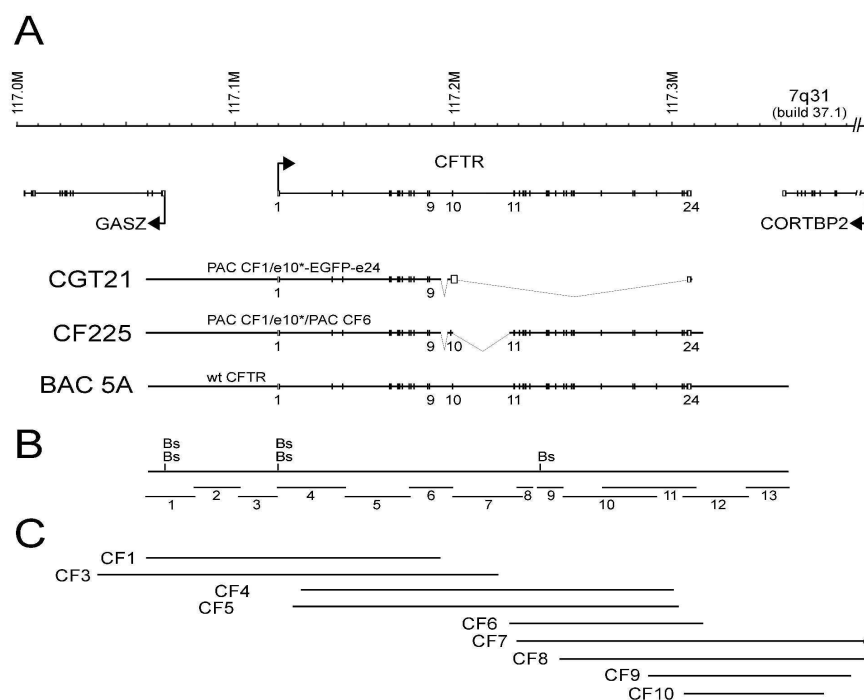 A
117.0M 117.1M 117.2M 117.3M
7q31
(build 37.1)
CFTR
1 9 10 11 24
GASZ
CORTBP2
PAC CF1/e10*-EGFP-e24
CGT21
1 9
PAC CF1/e10*/PAC CF6
CF225
1 9 10 11 24
wt CFTR
BAC 5A
1 9 10 11 24
B
Bs Bs
Bs Bs Bs
1 2 3 4 5 6 7 8 9 10 11 12 13
C
CF1
CF3
CF4
CF5
CF6
CF7
CF8
CF9
CF10